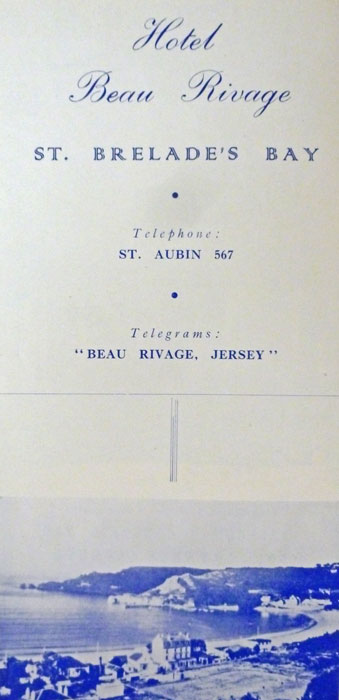 Hotel
Beau Rivage
ST. BRELADE'S BAY
Telephone:
ST. AUBIN 567
Telegrams:
"BEAU RIVAGE, JERSEY"